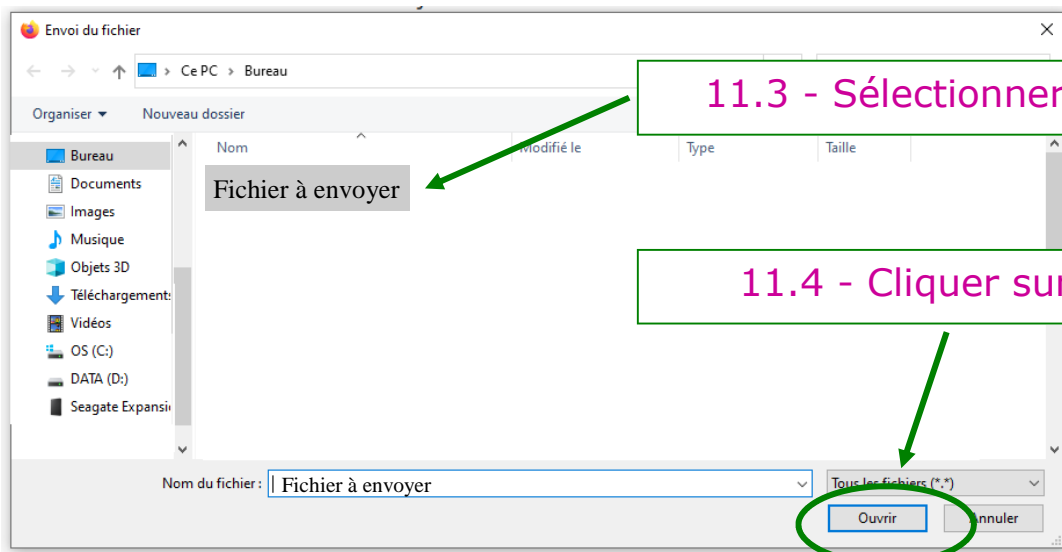 Envoi du fichier
Ce PC > Bureau
11.3 - Sélectionner
Organiser
Nouveau dossier
Nom
Modifié le
Type
Taille
Bureau
Fichier à envoyer
Documents
Images
Musique
Objets 3D
Téléchargements
11.4 - Cliquer sur
Vidéos
OS (C:)
DATA (D:)
Seagate Expansi
Nom du fichier : Fichier à envoyer
Tous les fichiers (*.*)
Ouvrir
Annuler